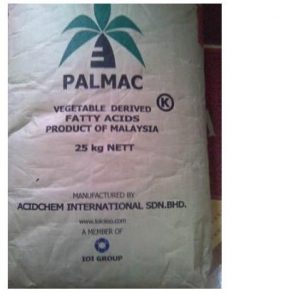 PALMAC
K
VEGETABLE DERIVED
FATTY ACIDS
PRODUCT OF MALAYSIA
25 kg NETT
MANUFACTURED BY
ACIDCHEM INTERNATIONAL SDN.BHD.
A MEMBER OF
IOI GROUP